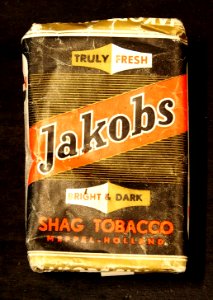 TRULY FRESH
Jakobs
BRIGHT & DARK
SHAG TOBACCO
MEPPEL-HOLLAND